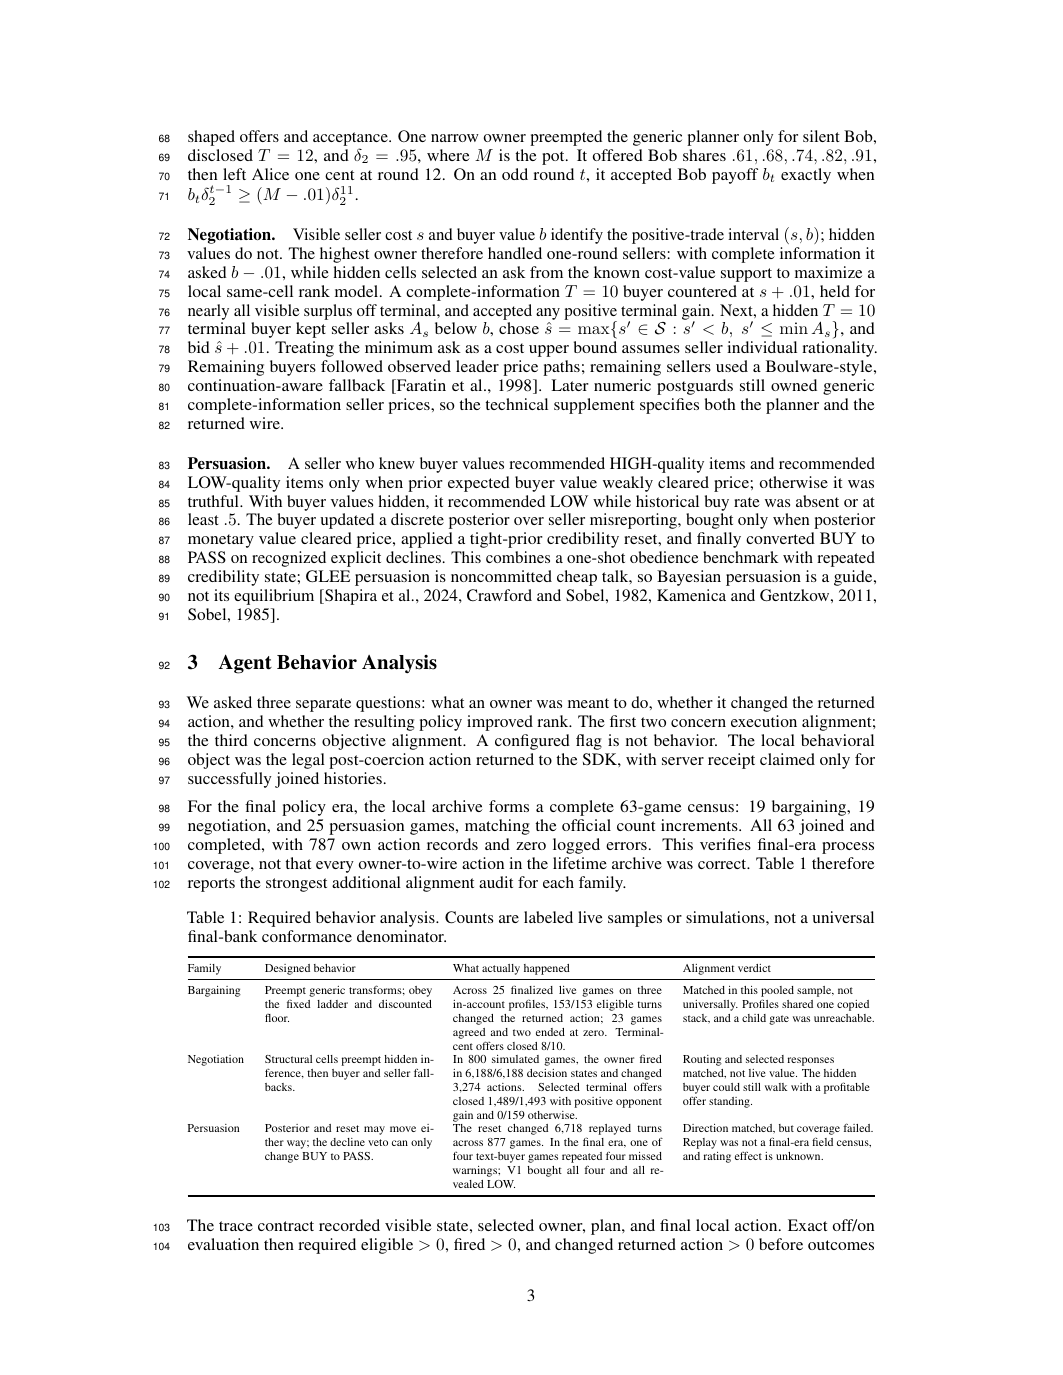 68 shaped offers and acceptance. One narrow owner preempted the generic planner only for silent Bob,
69 disclosed T = 12, and δ₂ = .95, where M is the pot. It offered Bob shares .61, .68, .74, .82, .91,
70 then left Alice one cent at round 12. On an odd round t, it accepted Bob payoff b_t exactly when
71 b_tδ₂^{t−1} ≥ (M − .01)δ₂^{11}.
72 Negotiation. Visible seller cost s and buyer value b identify the positive-trade interval (s, b); hidden
73 values do not. The highest owner therefore handled one-round sellers: with complete information it
74 asked b − .01, while hidden cells selected an ask from the known cost-value support to maximize a
75 local same-cell rank model. A complete-information T = 10 buyer countered at s + .01, held for
76 nearly all visible surplus off terminal, and accepted any positive terminal gain. Next, a hidden T = 10
77 terminal buyer kept seller asks A_s below b, chose ŝ = max{s′ ∈ 𝒮 : s′ < b, s′ ≤ min A_s}, and
78 bid ŝ + .01. Treating the minimum ask as a cost upper bound assumes seller individual rationality.
79 Remaining buyers followed observed leader price paths; remaining sellers used a Boulware-style,
80 continuation-aware fallback [Faratin et al., 1998]. Later numeric postguards still owned generic
81 complete-information seller prices, so the technical supplement specifies both the planner and the
82 returned wire.
83 Persuasion. A seller who knew buyer values recommended HIGH-quality items and recommended
84 LOW-quality items only when prior expected buyer value weakly cleared price; otherwise it was
85 truthful. With buyer values hidden, it recommended LOW while historical buy rate was absent or at
86 least .5. The buyer updated a discrete posterior over seller misreporting, bought only when posterior
87 monetary value cleared price, applied a tight-prior credibility reset, and finally converted BUY to
88 PASS on recognized explicit declines. This combines a one-shot obedience benchmark with repeated
89 credibility state; GLEE persuasion is noncommitted cheap talk, so Bayesian persuasion is a guide,
90 not its equilibrium [Shapira et al., 2024, Crawford and Sobel, 1982, Kamenica and Gentzkow, 2011,
91 Sobel, 1985].
92 3 Agent Behavior Analysis
93 We asked three separate questions: what an owner was meant to do, whether it changed the returned
94 action, and whether the resulting policy improved rank. The first two concern execution alignment;
95 the third concerns objective alignment. A configured flag is not behavior. The local behavioral
96 object was the legal post-coercion action returned to the SDK, with server receipt claimed only for
97 successfully joined histories.
98 For the final policy era, the local archive forms a complete 63-game census: 19 bargaining, 19
99 negotiation, and 25 persuasion games, matching the official count increments. All 63 joined and
100 completed, with 787 own action records and zero logged errors. This verifies final-era process
101 coverage, not that every owner-to-wire action in the lifetime archive was correct. Table 1 therefore
102 reports the strongest additional alignment audit for each family.
Table 1: Required behavior analysis. Counts are labeled live samples or simulations, not a universal
final-bank conformance denominator.
Family Designed behavior What actually happened Alignment verdict
Bargaining Preempt generic transforms; obey Across 25 finalized live games on three Matched in this pooled sample, not
the fixed ladder and discounted in-account profiles, 153/153 eligible turns universally. Profiles shared one copied
floor. changed the returned action; 23 games stack, and a child gate was unreachable.
agreed and two ended at zero. Terminal-
cent offers closed 8/10.
Negotiation Structural cells preempt hidden in- In 800 simulated games, the owner fired Routing and selected responses
ference, then buyer and seller fall- in 6,188/6,188 decision states and changed matched, not live value. The hidden
backs. 3,274 actions. Selected terminal offers buyer could still walk with a profitable
closed 1,489/1,493 with positive opponent offer standing.
gain and 0/159 otherwise.
Persuasion Posterior and reset may move ei- The reset changed 6,718 replayed turns Direction matched, but coverage failed.
ther way; the decline veto can only across 877 games. In the final era, one of Replay was not a final-era field census,
change BUY to PASS. four text-buyer games repeated four missed and rating effect is unknown.
warnings; V1 bought all four and all re-
vealed LOW.
103 The trace contract recorded visible state, selected owner, plan, and final local action. Exact off/on
104 evaluation then required eligible > 0, fired > 0, and changed returned action > 0 before outcomes
3